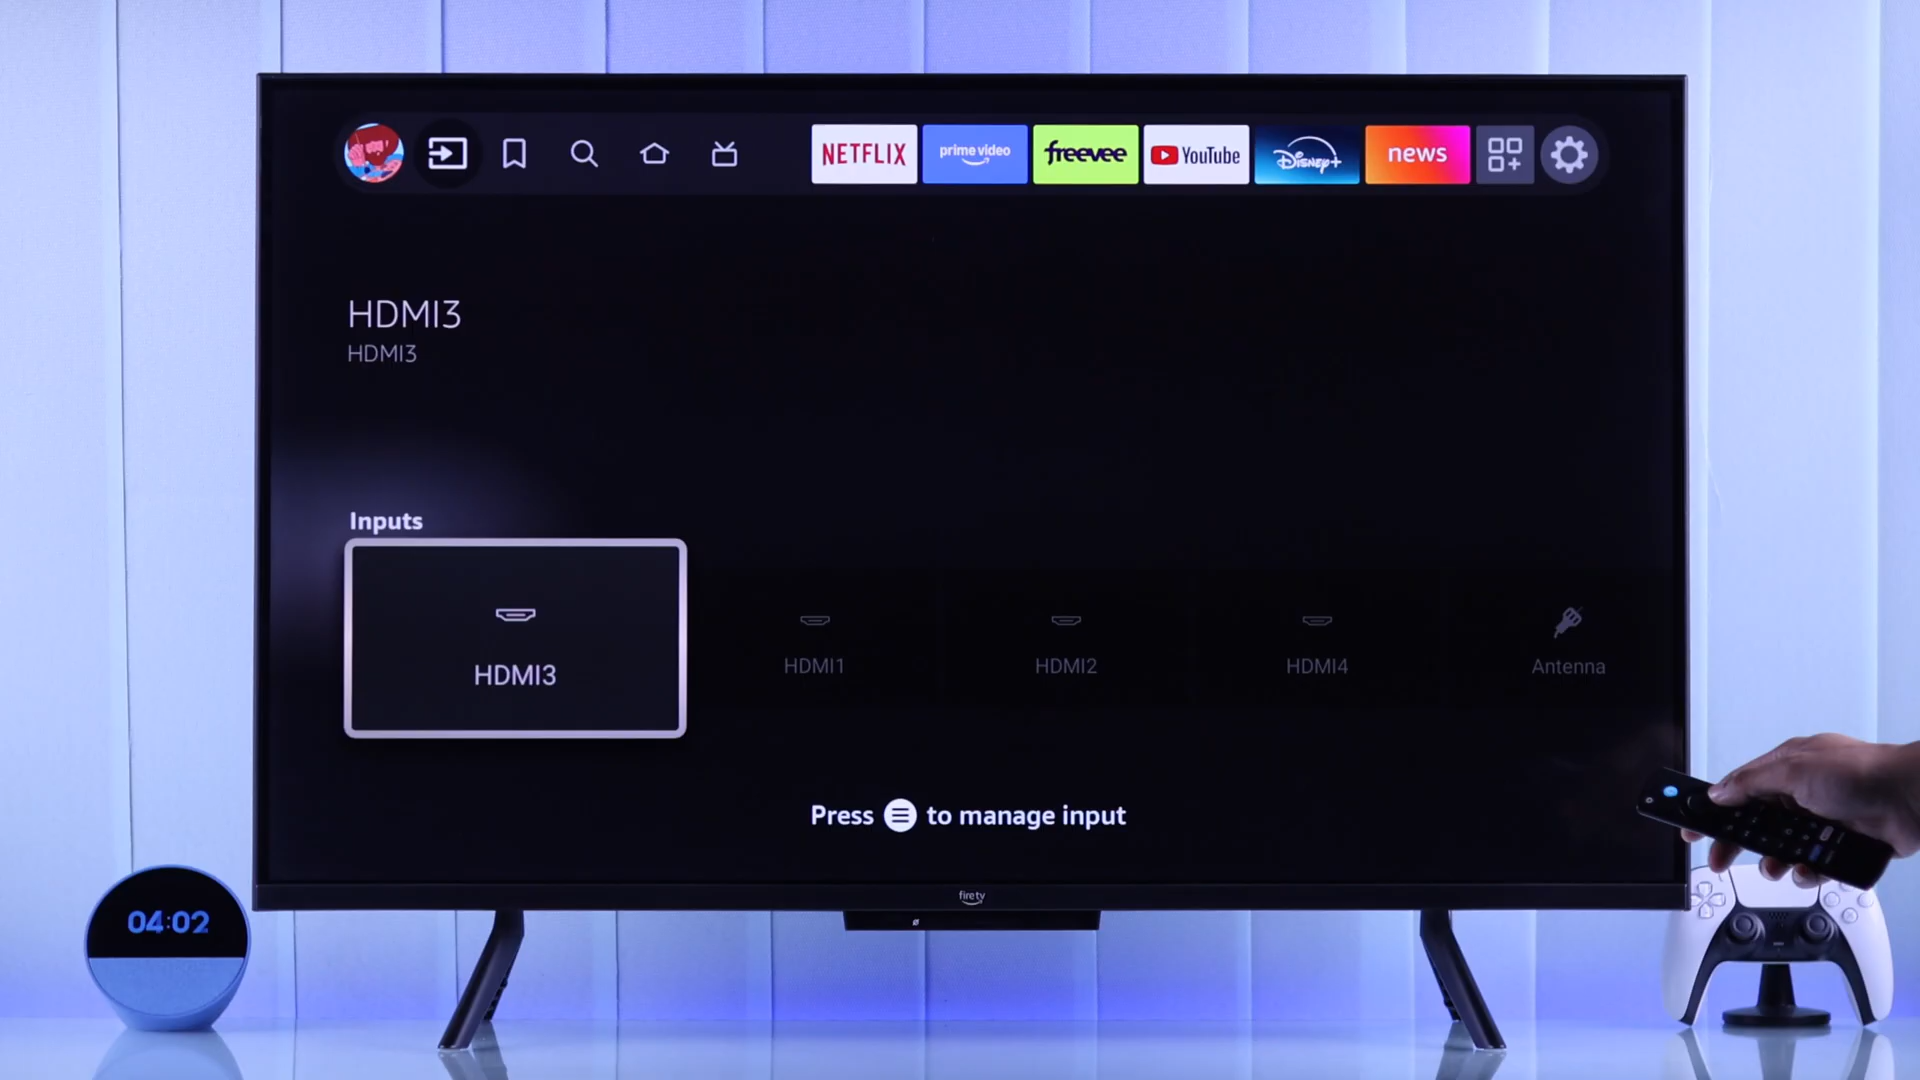 NETFLIX
prime video
freevee
YouTube
Disney+
news
HDMI3
HDMI3
Inputs
HDMI3
HDMI1
HDMI2
HDMI4
Antenna
Press to manage input
fire tv
04:02